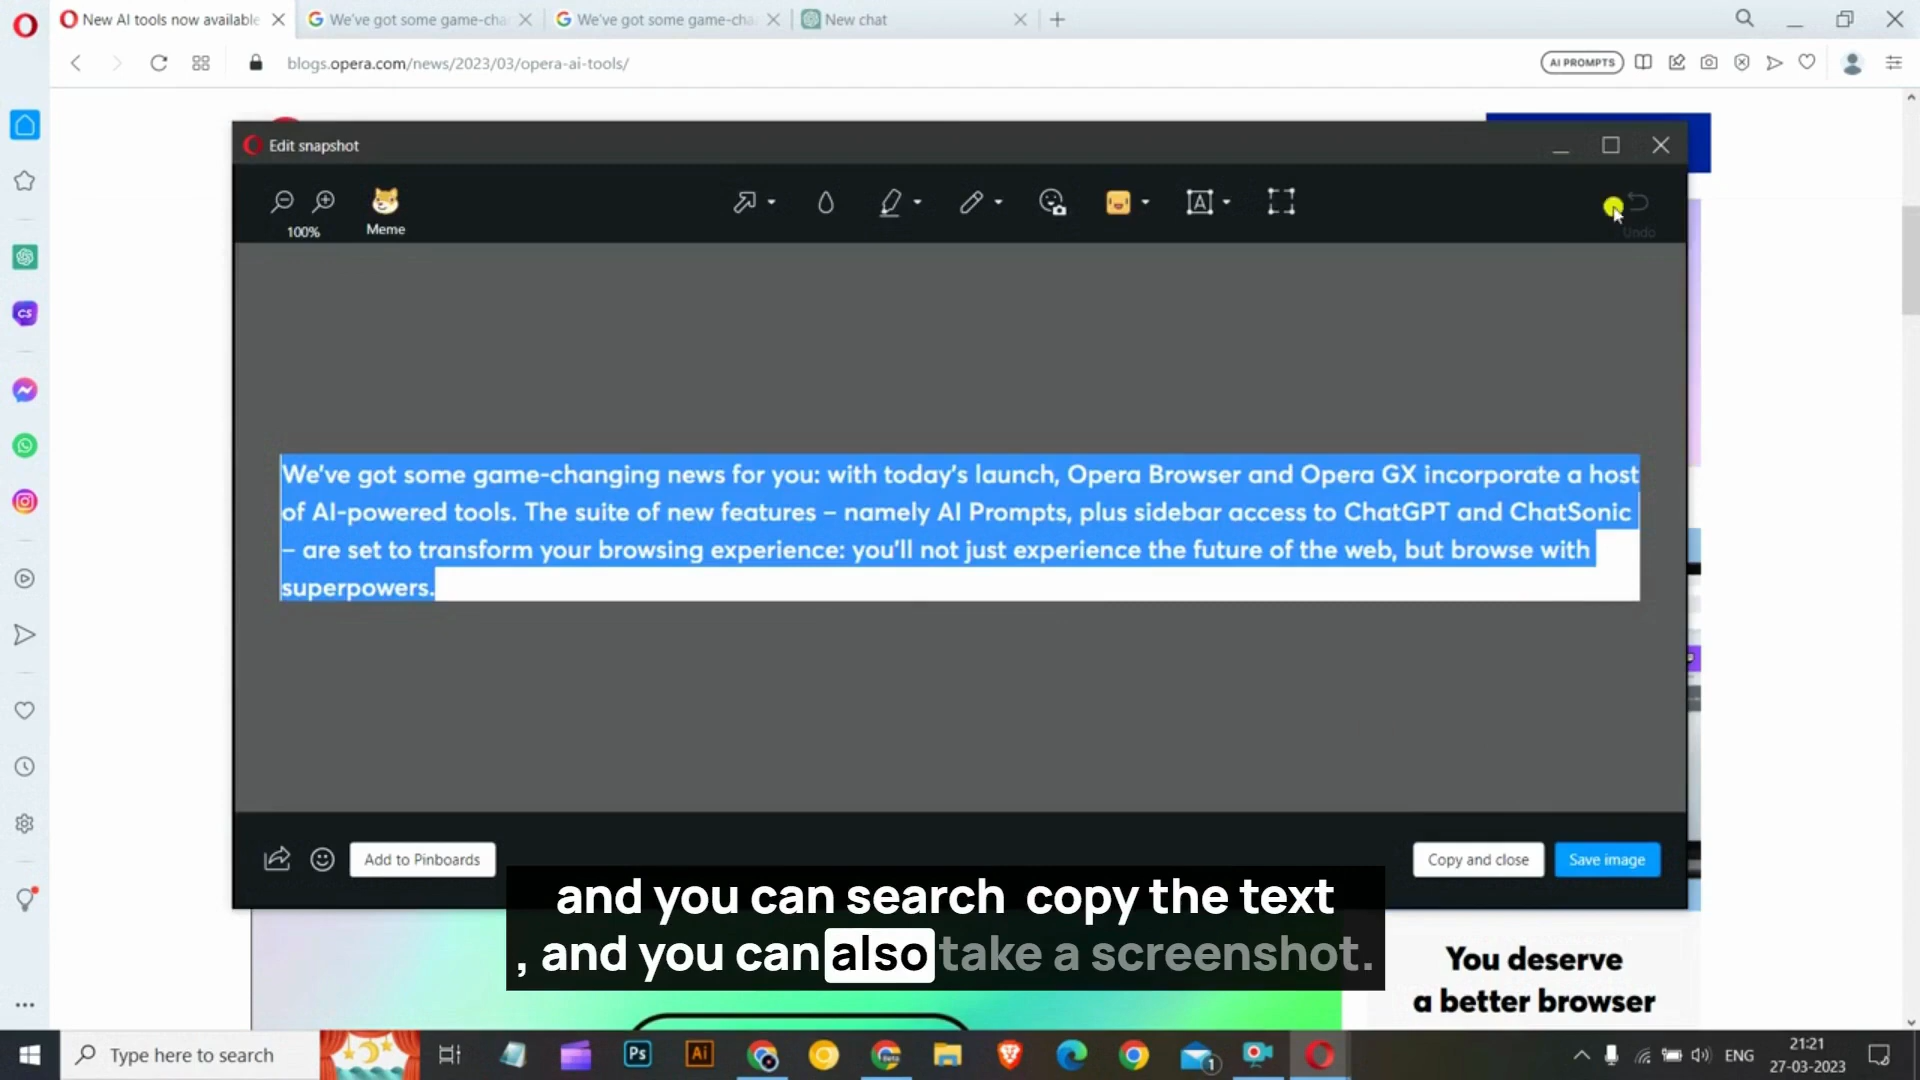 New AI tools now available
We've got some game-cha
We've got some game-cha
New chat
blogs.opera.com/news/2023/03/opera-ai-tools/
AI PROMPTS
Edit snapshot
100%
Meme
A
Undo
CS
We've got some game-changing news for you: with today's launch, Opera Browser and Opera GX incorporate a host
of AI-powered tools. The suite of new features – namely AI Prompts, plus sidebar access to ChatGPT and ChatSonic
– are set to transform your browsing experience: you'll not just experience the future of the web, but browse with
superpowers.
Add to Pinboards
Copy and close
Save image
and you can search copy the text
, and you can also take a screenshot.
You deserve
a better browser
Type here to search
Ps
Ai
Beta
1
ENG
21:21
27-03-2023